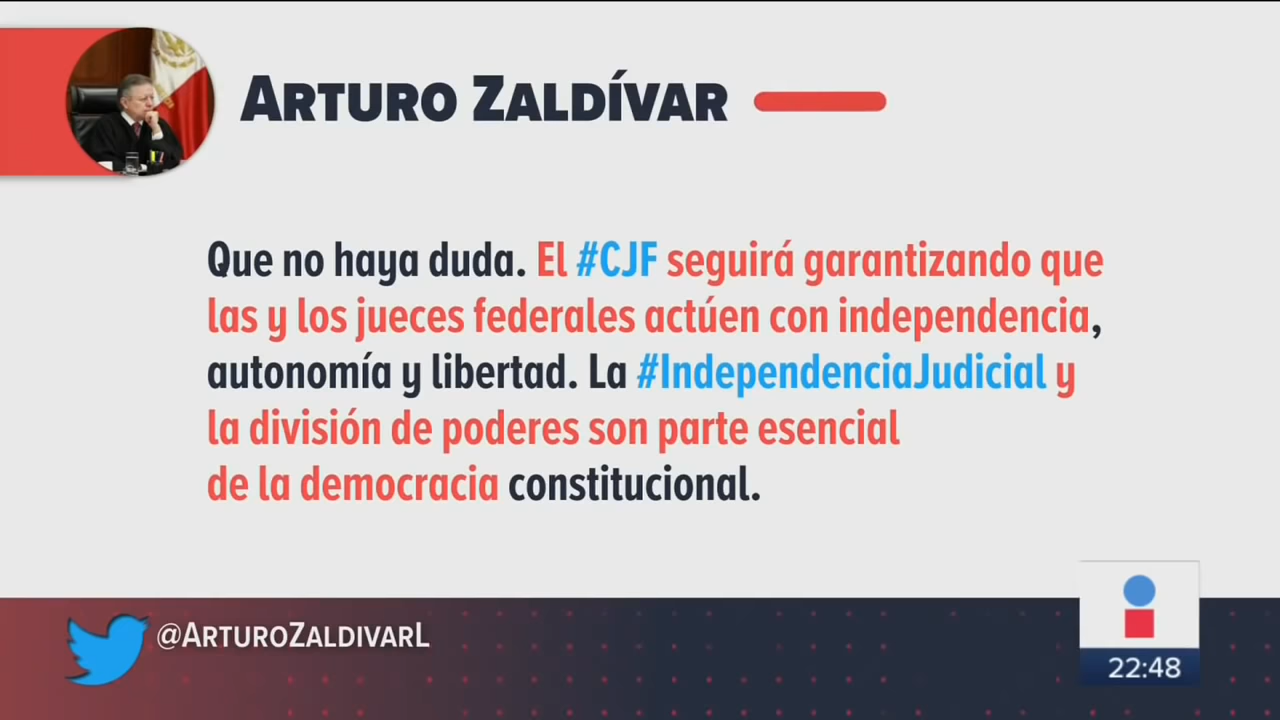 ARTURO ZALDÍVAR
Que no haya duda. El #CJF seguirá garantizando que
las y los jueces federales actúen con independencia,
autonomía y libertad. La #IndependenciaJudicial y
la división de poderes son parte esencial
de la democracia constitucional.
@ARTUROZALDIVARL
22:48